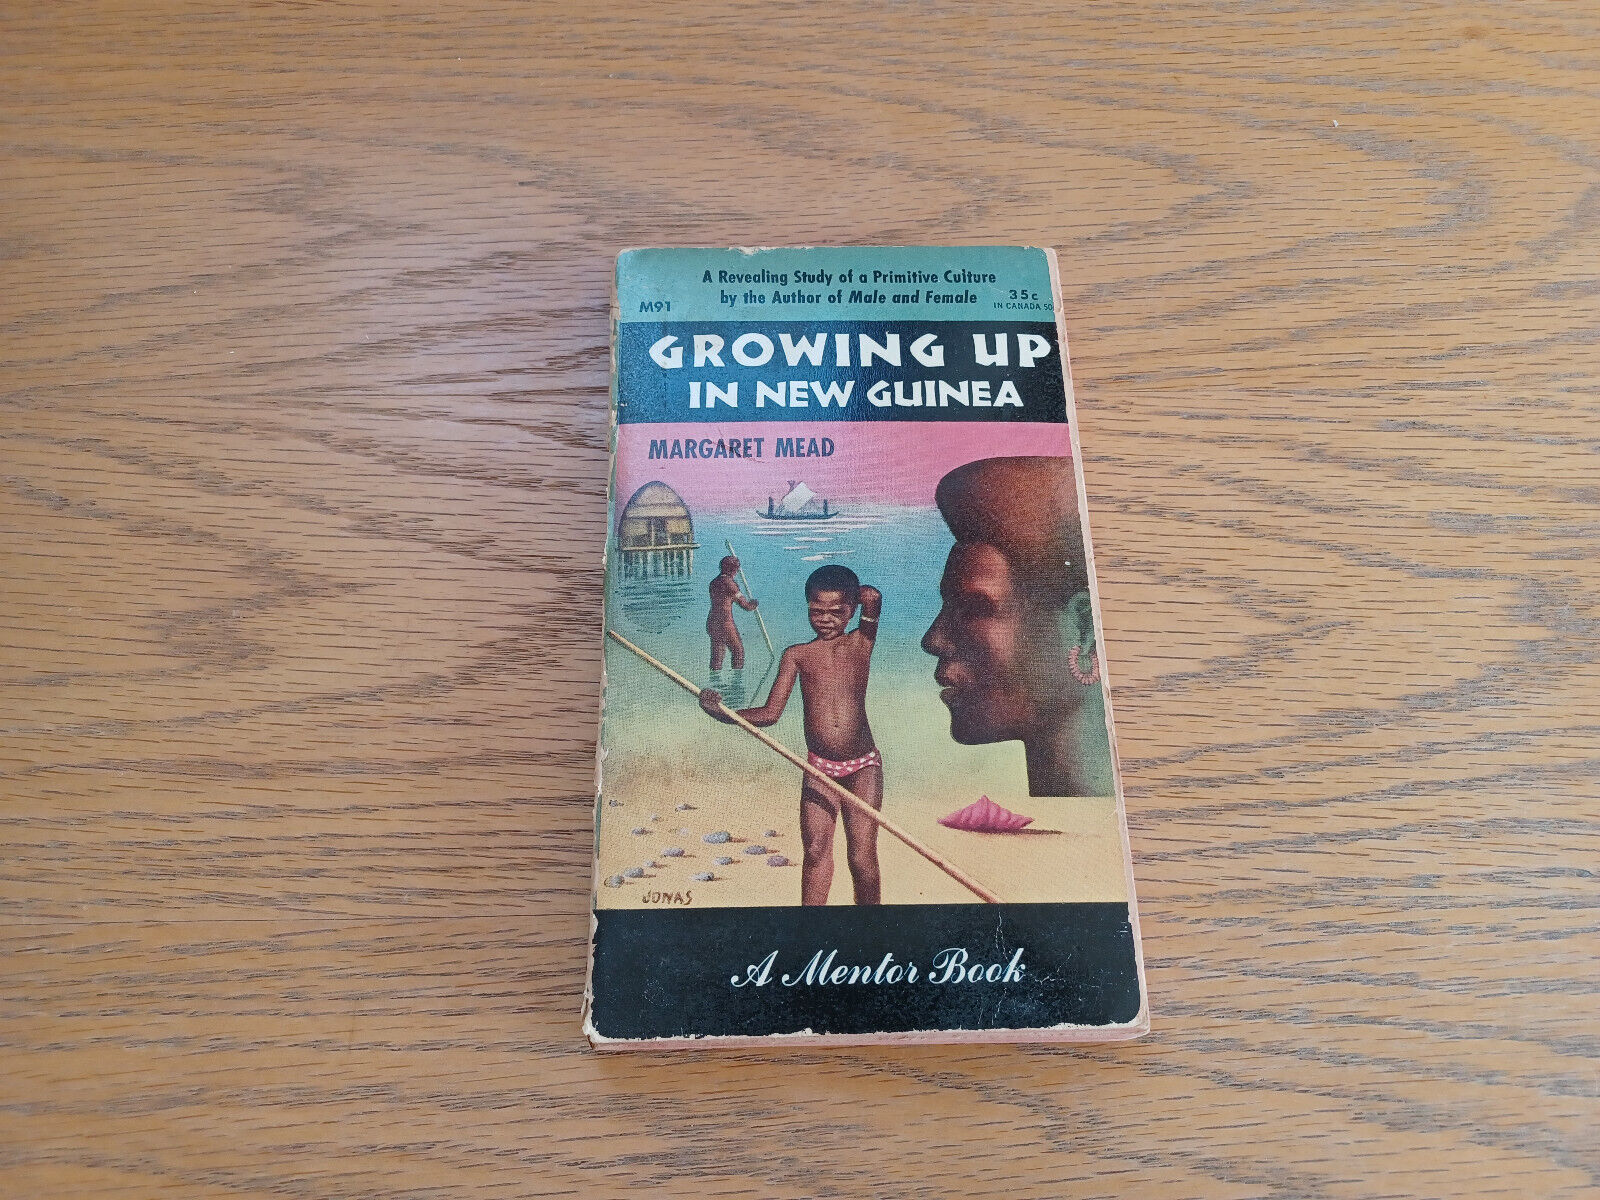 A Revealing Study of a Primitive Culture
by the Author of Male and Female
M91
35c
IN CANADA 50
GROWING UP
IN NEW GUINEA
MARGARET MEAD
JONAS
A Mentor Book